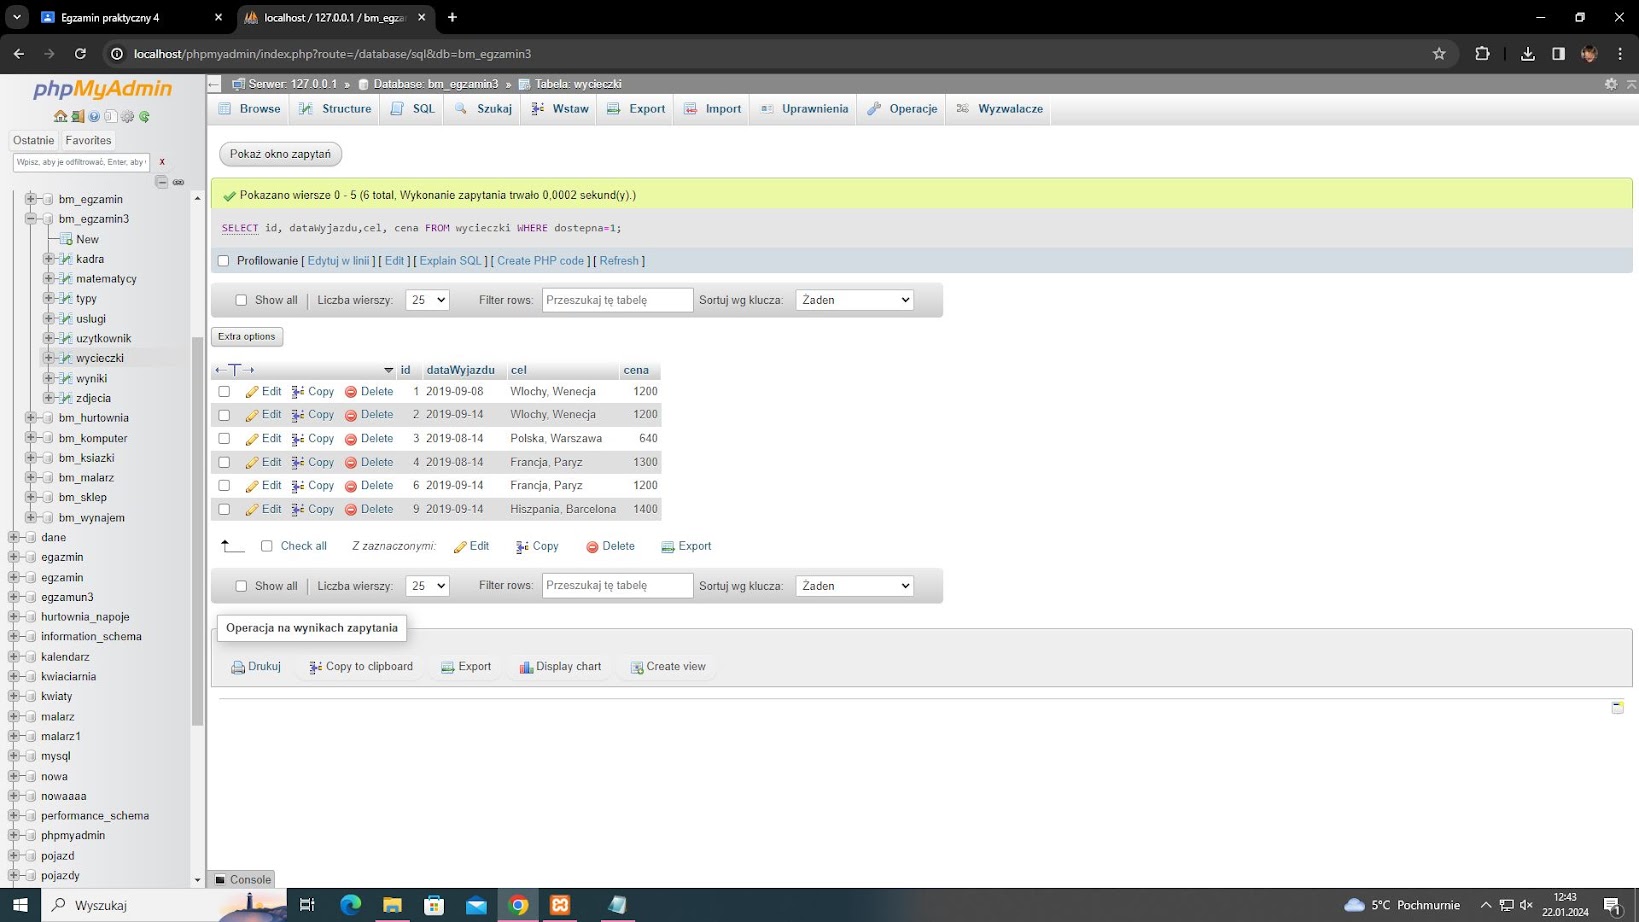 Egzamin praktyczny 4
localhost / 127.0.0.1 / bm_egza
localhost/phpmyadmin/index.php?route=/database/sql&db=bm_egzamin3
phpMyAdmin
Serwer: 127.0.0.1 » Database: bm_egzamin3 » Tabela: wycieczki
Browse Structure SQL Szukaj Wstaw Export Import Uprawnienia Operacje Wyzwalacze
Ostatnie Favorites
Wpisz, aby je odfiltrować, Enter, aby x
bm_egzamin
bm_egzamin3
New
kadra
matematycy
typy
uslugi
uzytkownik
wycieczki
wyniki
zdjecia
bm_hurtownia
bm_komputer
bm_ksiazki
bm_malarz
bm_sklep
bm_wynajem
dane
egazmin
egzamin
egzamun3
hurtownia_napoje
information_schema
kalendarz
kwiaciarnia
kwiaty
malarz
malarz1
mysql
nowa
nowaaaa
performance_schema
phpmyadmin
pojazd
pojazdy
Pokaż okno zapytań
Pokazano wiersze 0 - 5 (6 total, Wykonanie zapytania trwało 0,0002 sekund(y).)
SELECT id, dataWyjazdu,cel, cena FROM wycieczki WHERE dostepna=1;
Profilowanie [ Edytuj w linii ] [ Edit ] [ Explain SQL ] [ Create PHP code ] [ Refresh ]
Show all Liczba wierszy: 25 Filter rows: Przeszukaj tę tabelę Sortuj wg klucza: Żaden
Extra options
id dataWyjazdu cel cena
Edit Copy Delete 1 2019-09-08 Wlochy, Wenecja 1200
Edit Copy Delete 2 2019-09-14 Wlochy, Wenecja 1200
Edit Copy Delete 3 2019-08-14 Polska, Warszawa 640
Edit Copy Delete 4 2019-08-14 Francja, Paryz 1300
Edit Copy Delete 6 2019-09-14 Francja, Paryz 1200
Edit Copy Delete 9 2019-09-14 Hiszpania, Barcelona 1400
Check all Z zaznaczonymi: Edit Copy Delete Export
Show all Liczba wierszy: 25 Filter rows: Przeszukaj tę tabelę Sortuj wg klucza: Żaden
Operacja na wynikach zapytania
Drukuj Copy to clipboard Export Display chart Create view
Console
Wyszukaj
5°C Pochmurnie
12:43
22.01.2024
1